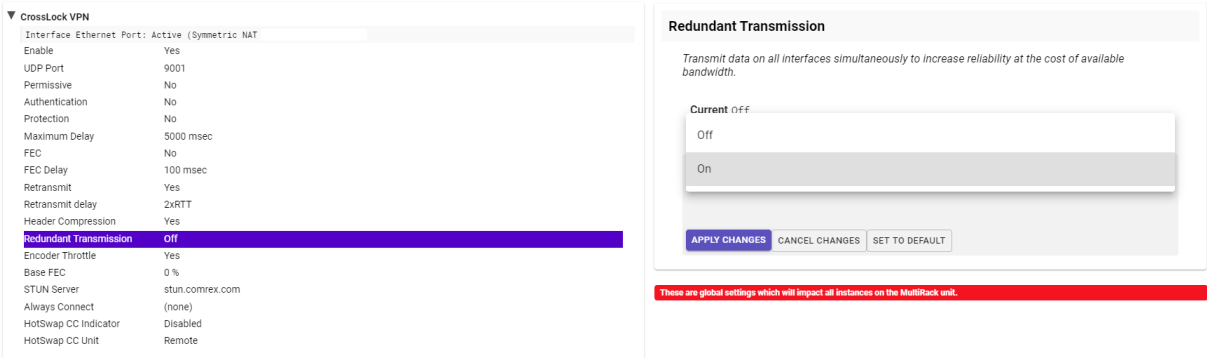 CrossLock VPN
Interface Ethernet Port: Active (Symmetric NAT
Enable Yes
UDP Port 9001
Permissive No
Authentication No
Protection No
Maximum Delay 5000 msec
FEC No
FEC Delay 100 msec
Retransmit Yes
Retransmit delay 2xRTT
Header Compression Yes
Redundant Transmission Off
Encoder Throttle Yes
Base FEC 0 %
STUN Server stun.comrex.com
Always Connect (none)
HotSwap CC Indicator Disabled
HotSwap CC Unit Remote
Redundant Transmission
Transmit data on all interfaces simultaneously to increase reliability at the cost of available
bandwidth.
Current Off
Off
On
APPLY CHANGES CANCEL CHANGES SET TO DEFAULT
These are global settings which will impact all instances on the MultiRack unit.